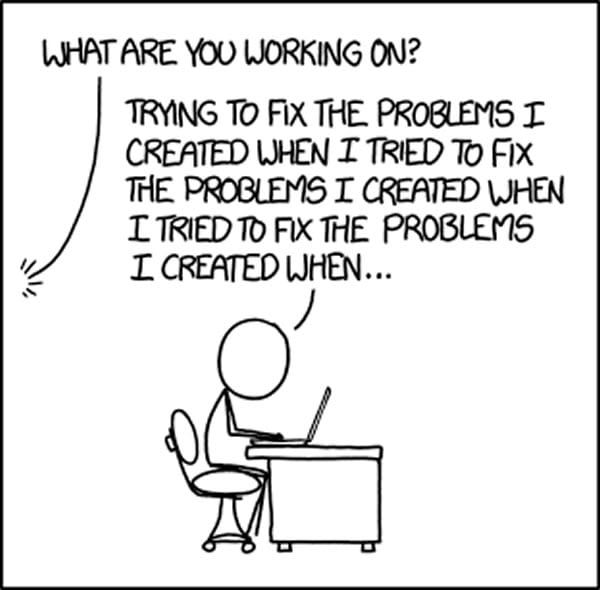 WHAT ARE YOU WORKING ON?
TRYING TO FIX THE PROBLEMS I
CREATED WHEN I TRIED TO FIX
THE PROBLEMS I CREATED WHEN
I TRIED TO FIX THE PROBLEMS
I CREATED WHEN...